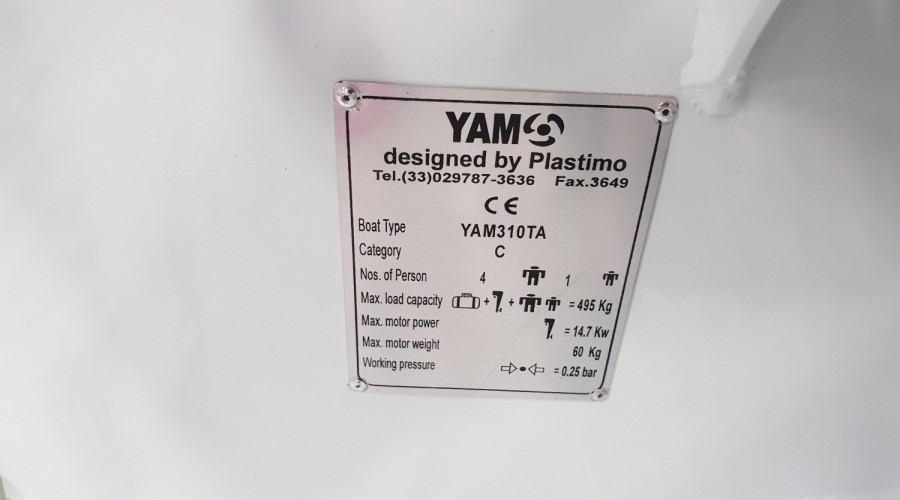 YAM
designed by Plastimo
Tel.(33)029787-3636 Fax.3649
CE
Boat Type YAM310TA
Category C
Nos. of Person 4 1
Max. load capacity + + = 495 Kg
Max. motor power = 14.7 Kw
Max. motor weight 60 Kg
Working pressure = 0.25 bar